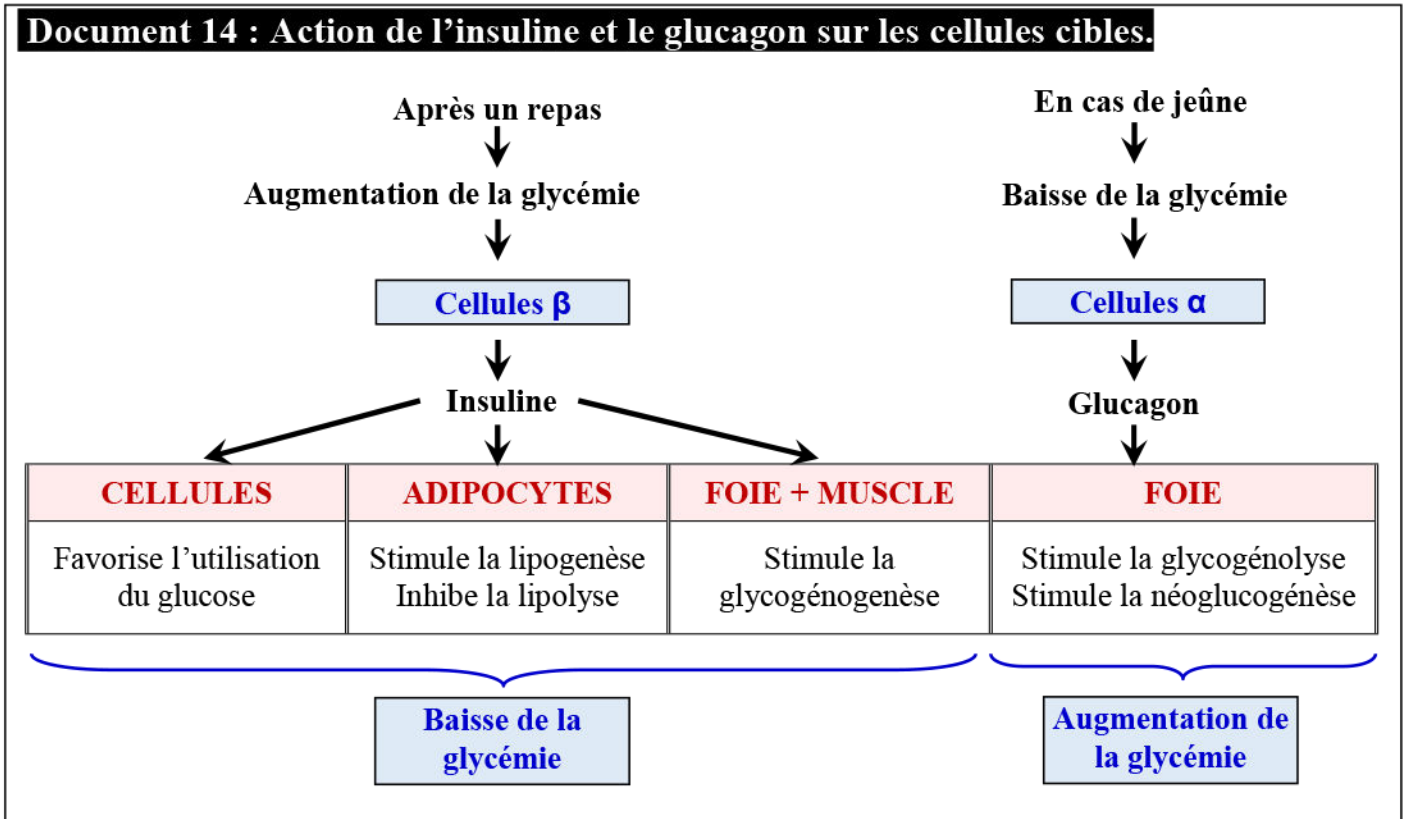 Document 14 : Action de l’insuline et le glucagon sur les cellules cibles.
Après un repas
Augmentation de la glycémie
Cellules β
Insuline
En cas de jeûne
Baisse de la glycémie
Cellules α
Glucagon
CELLULES
Favorise l’utilisation
du glucose
ADIPOCYTES
Stimule la lipogenèse
Inhibe la lipolyse
FOIE + MUSCLE
Stimule la
glycogénogenèse
FOIE
Stimule la glycogénolyse
Stimule la néoglucogénèse
Baisse de la
glycémie
Augmentation de
la glycémie